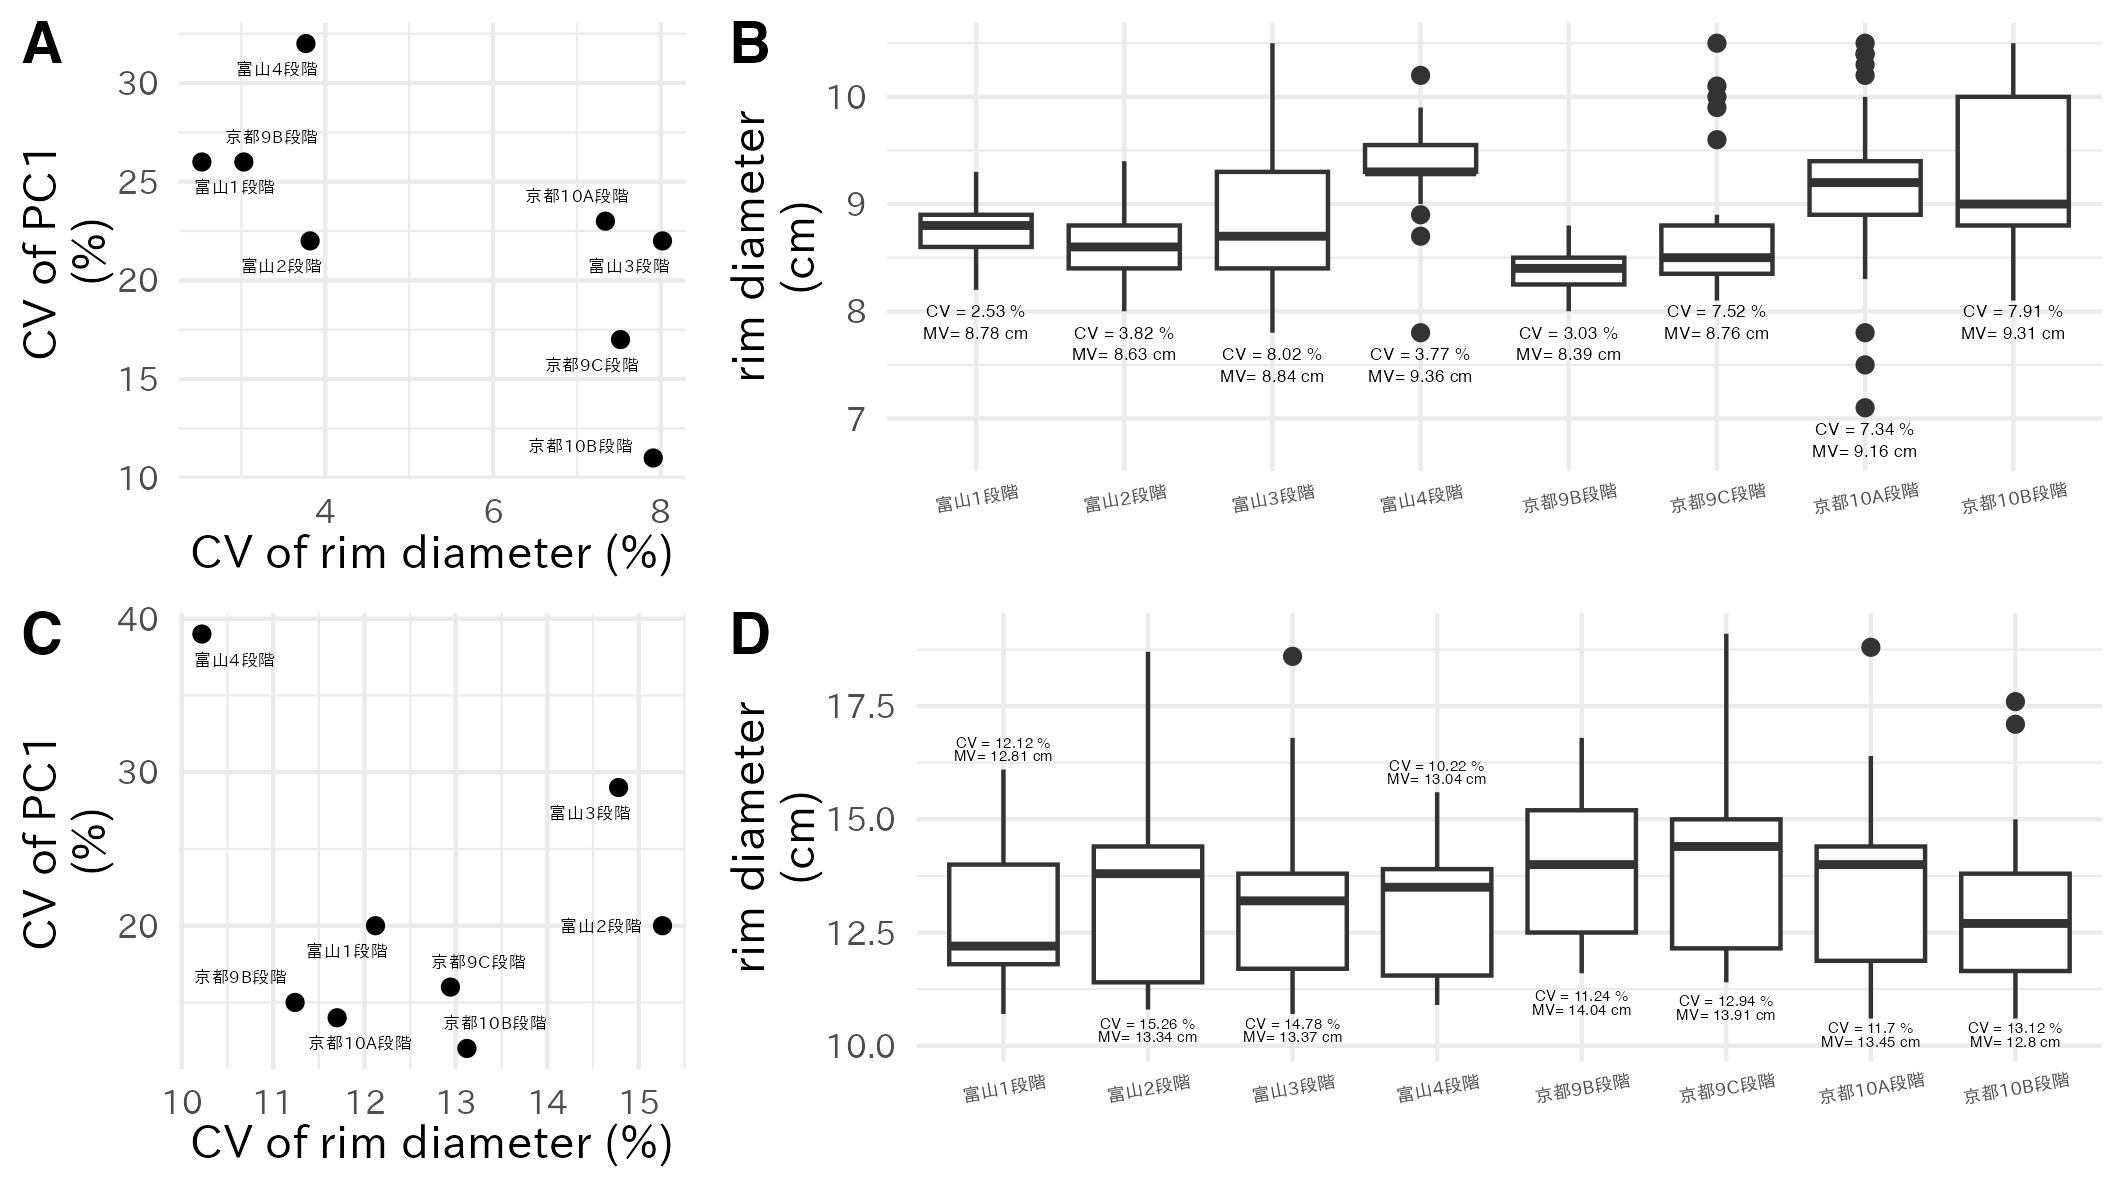 A
30
25
20
15
10
CV of PC1
(%)
富山4段階
京都9B段階
富山1段階
京都10A段階
富山2段階
富山3段階
京都9C段階
京都10B段階
4 6 8
CV of rim diameter (%)
B
10
9
8
7
rim diameter
(cm)
CV = 2.53 %
MV= 8.78 cm
CV = 3.82 %
MV= 8.63 cm
CV = 8.02 %
MV= 8.84 cm
CV = 3.77 %
MV= 9.36 cm
CV = 3.03 %
MV= 8.39 cm
CV = 7.52 %
MV= 8.76 cm
CV = 7.34 %
MV= 9.16 cm
CV = 7.91 %
MV= 9.31 cm
富山1段階 富山2段階 富山3段階 富山4段階 京都9B段階 京都9C段階 京都10A段階 京都10B段階
C
40
30
20
CV of PC1
(%)
富山4段階
富山3段階
富山2段階
富山1段階
京都9C段階
京都9B段階
京都10B段階
京都10A段階
10 11 12 13 14 15
CV of rim diameter (%)
D
17.5
15.0
12.5
10.0
rim diameter
(cm)
CV = 12.12 %
MV= 12.81 cm
CV = 15.26 %
MV= 13.34 cm
CV = 14.78 %
MV= 13.37 cm
CV = 10.22 %
MV= 13.04 cm
CV = 11.24 %
MV= 14.04 cm
CV = 12.94 %
MV= 13.91 cm
CV = 11.7 %
MV= 13.45 cm
CV = 13.12 %
MV= 12.8 cm
富山1段階 富山2段階 富山3段階 富山4段階 京都9B段階 京都9C段階 京都10A段階 京都10B段階